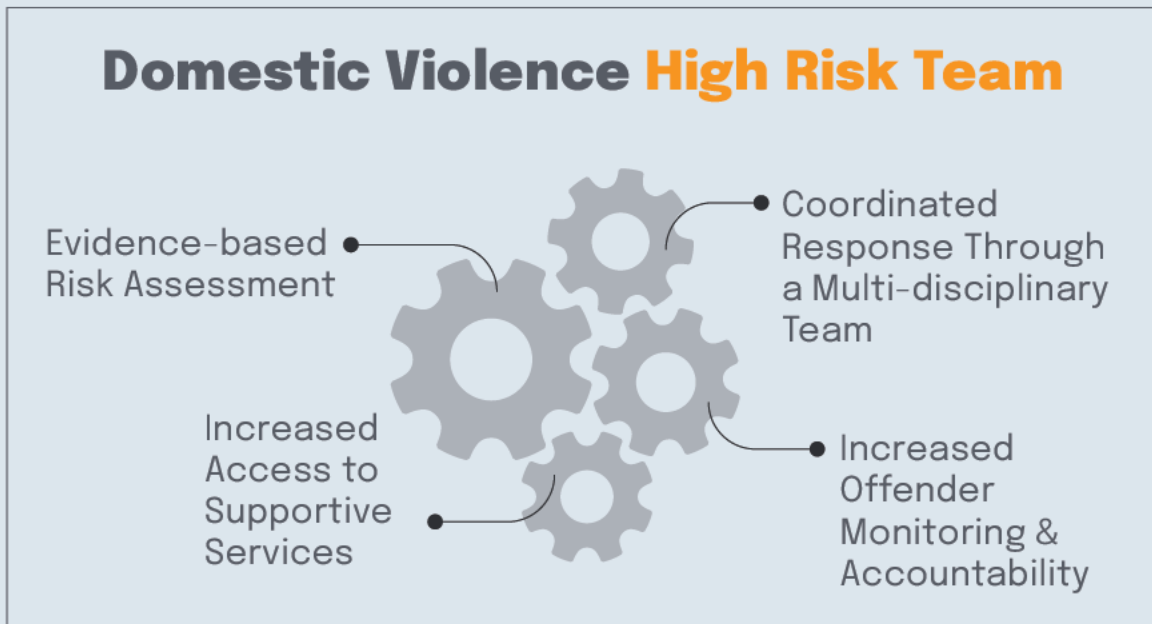 Domestic Violence High Risk Team
Evidence-based
Risk Assessment
Coordinated
Response Through
a Multi-disciplinary
Team
Increased
Access to
Supportive
Services
Increased
Offender
Monitoring &
Accountability